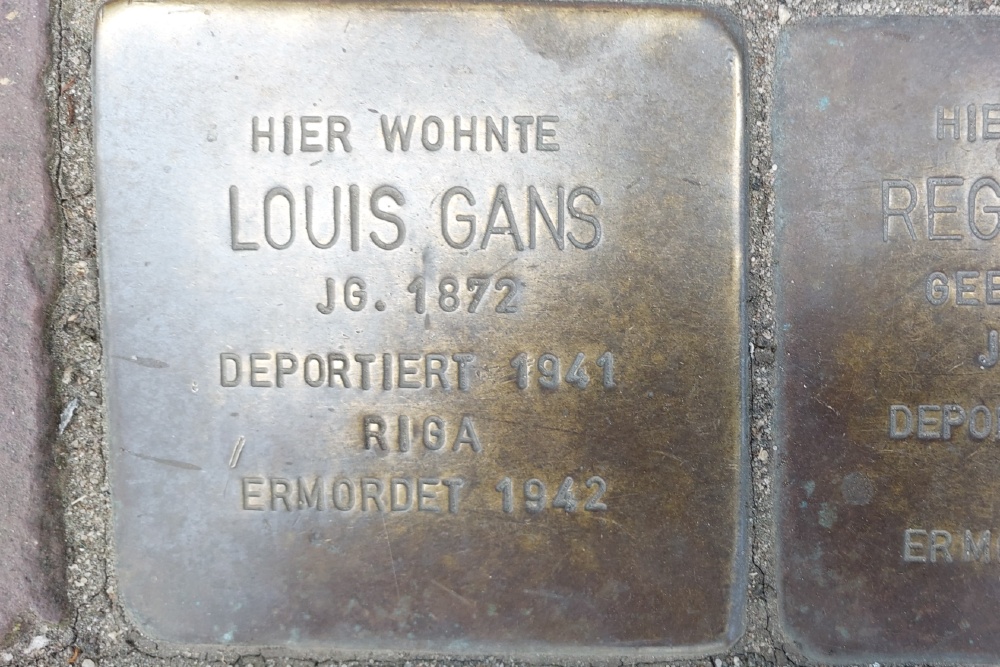 HIER WOHNTE
LOUIS GANS
JG. 1872
DEPORTIERT 1941
RIGA
ERMORDET 1942